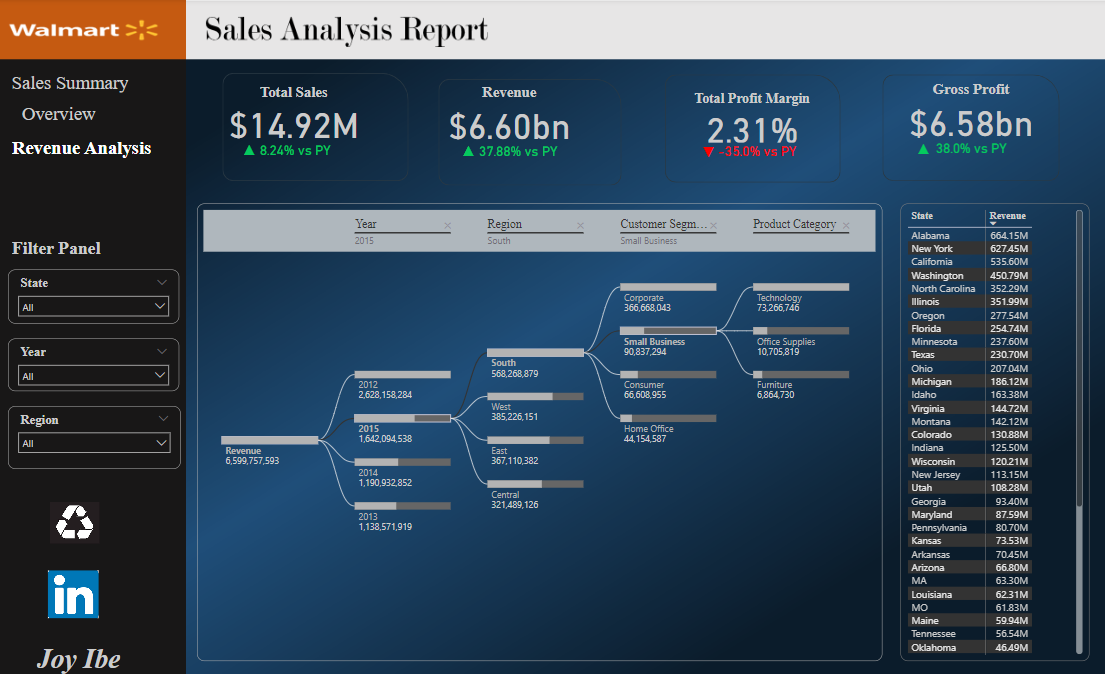 Walmart
Sales Analysis Report
Sales Summary
Overview
Revenue Analysis
Filter Panel
State
All
Year
All
Region
All
in
Joy Ibe
Total Sales
$14.92M
▲ 8.24% vs PY
Revenue
$6.60bn
▲ 37.88% vs PY
Total Profit Margin
2.31%
▼ -35.0% vs PY
Gross Profit
$6.58bn
▲ 38.0% vs PY
Year
2015
Region
South
Customer Segm...
Small Business
Product Category
Revenue
6,599,757,593
2012
2,628,158,284
2015
1,642,094,538
2014
1,190,932,852
2013
1,138,571,919
South
568,268,879
West
385,226,151
East
367,110,382
Central
321,489,126
Corporate
366,668,043
Small Business
90,837,294
Consumer
66,608,955
Home Office
44,154,587
Technology
73,266,746
Office Supplies
10,705,819
Furniture
6,864,730
State Revenue
Alabama 664.15M
New York 627.45M
California 535.60M
Washington 450.79M
North Carolina 352.29M
Illinois 351.99M
Oregon 277.54M
Florida 254.74M
Minnesota 237.60M
Texas 230.70M
Ohio 207.04M
Michigan 186.12M
Idaho 163.38M
Virginia 144.72M
Montana 142.12M
Colorado 130.88M
Indiana 125.50M
Wisconsin 120.21M
New Jersey 113.15M
Utah 108.28M
Georgia 93.40M
Maryland 87.59M
Pennsylvania 80.70M
Kansas 73.53M
Arkansas 70.45M
Arizona 66.80M
MA 63.30M
Louisiana 62.31M
MO 61.83M
Maine 59.94M
Tennessee 56.54M
Oklahoma 46.49M